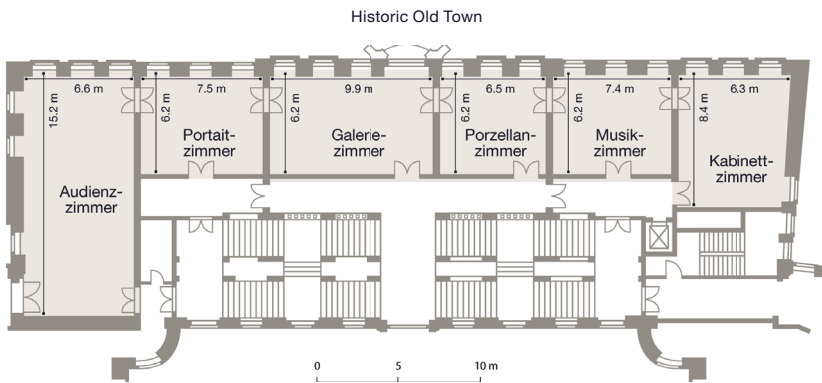 Historic Old Town
6.6 m
7.5 m
9.9 m
6.5 m
7.4 m
6.3 m
15.2 m
6.2 m
6.2 m
6.2 m
6.2 m
8.4 m
Portait-
zimmer
Galerie-
zimmer
Porzellan-
zimmer
Musik-
zimmer
Kabinett-
zimmer
Audienz-
zimmer
0 5 10 m